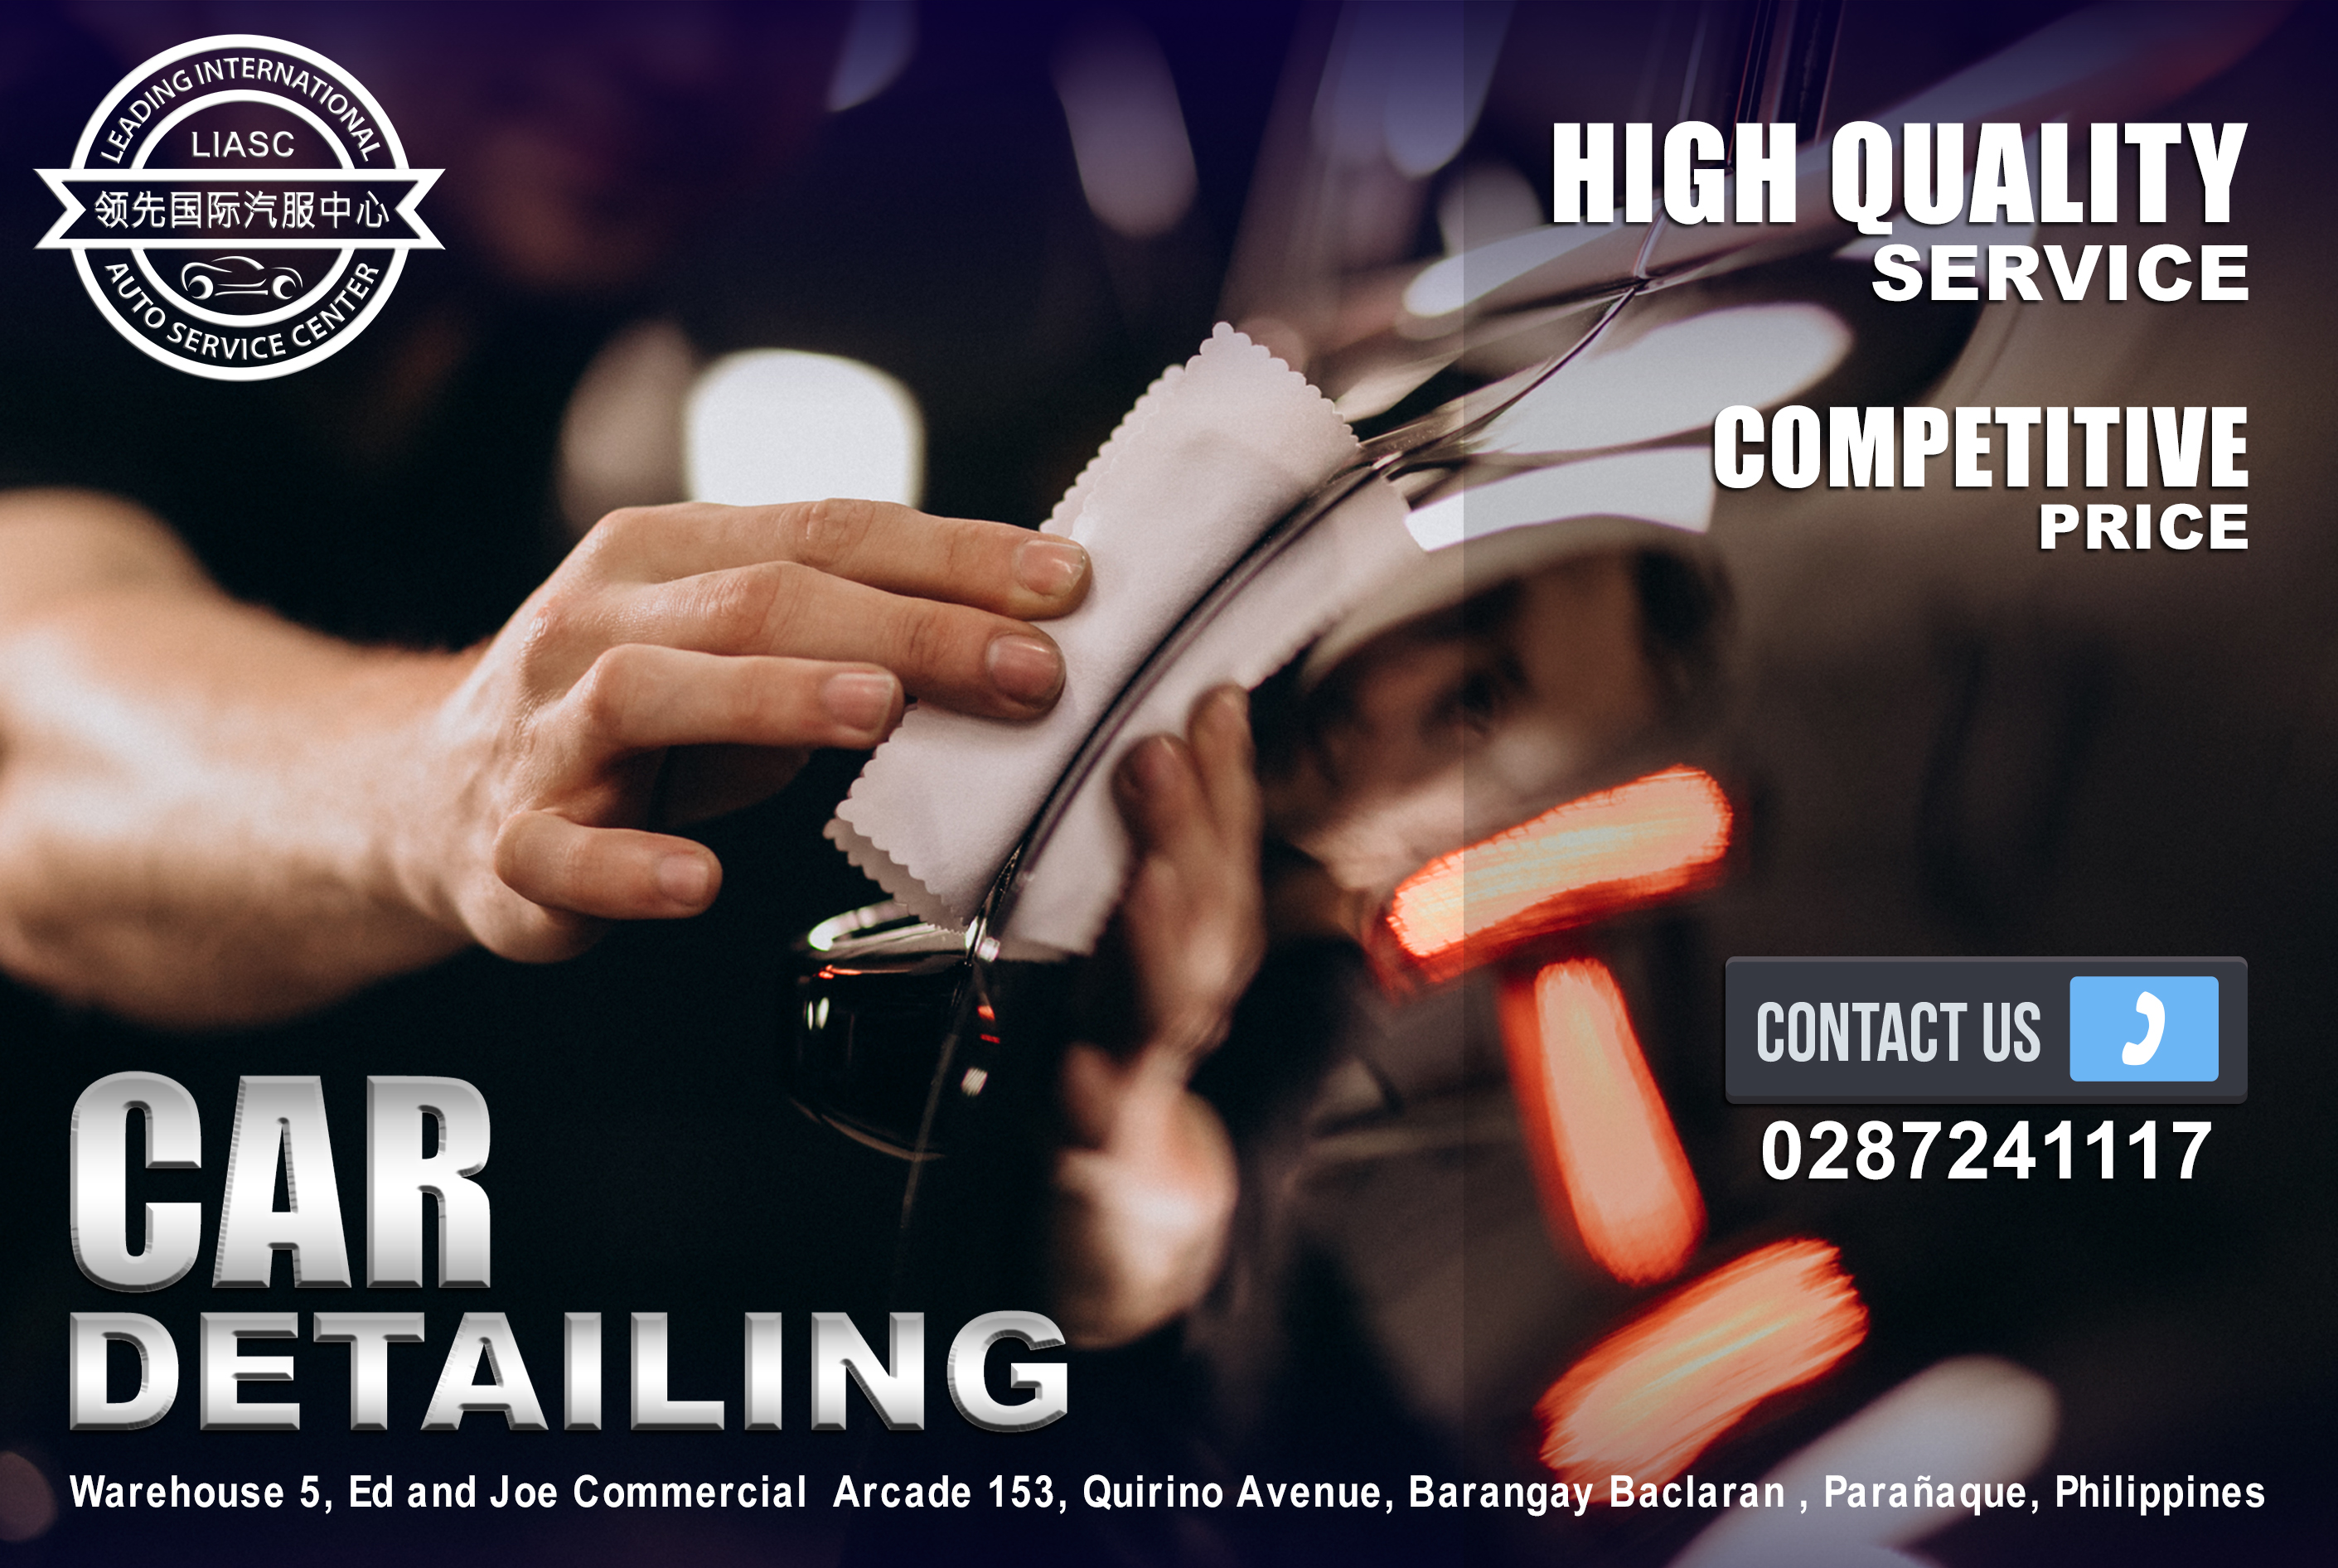 LEADING INTERNATIONAL
LIASC
领先国际汽服中心
AUTO SERVICE CENTER
HIGH QUALITY
SERVICE
COMPETITIVE
PRICE
CONTACT US
0287241117
CAR
DETAILING
Warehouse 5, Ed and Joe Commercial  Arcade 153, Quirino Avenue, Barangay Baclaran , Parañaque, Philippines